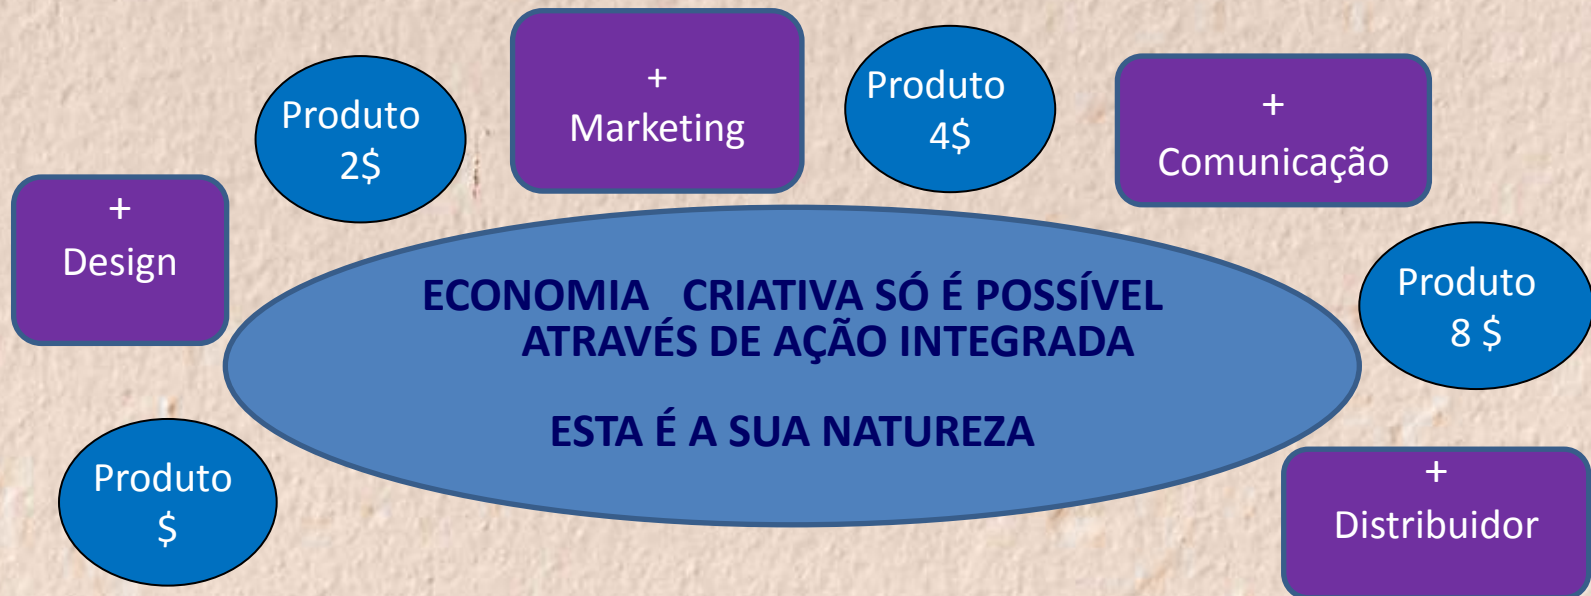 Produto
$
+
Design
Produto
2$
+
Marketing
Produto
4$
+
Comunicação
Produto
8 $
+
Distribuidor
ECONOMIA CRIATIVA SÓ É POSSÍVEL
ATRAVÉS DE AÇÃO INTEGRADA
ESTA É A SUA NATUREZA